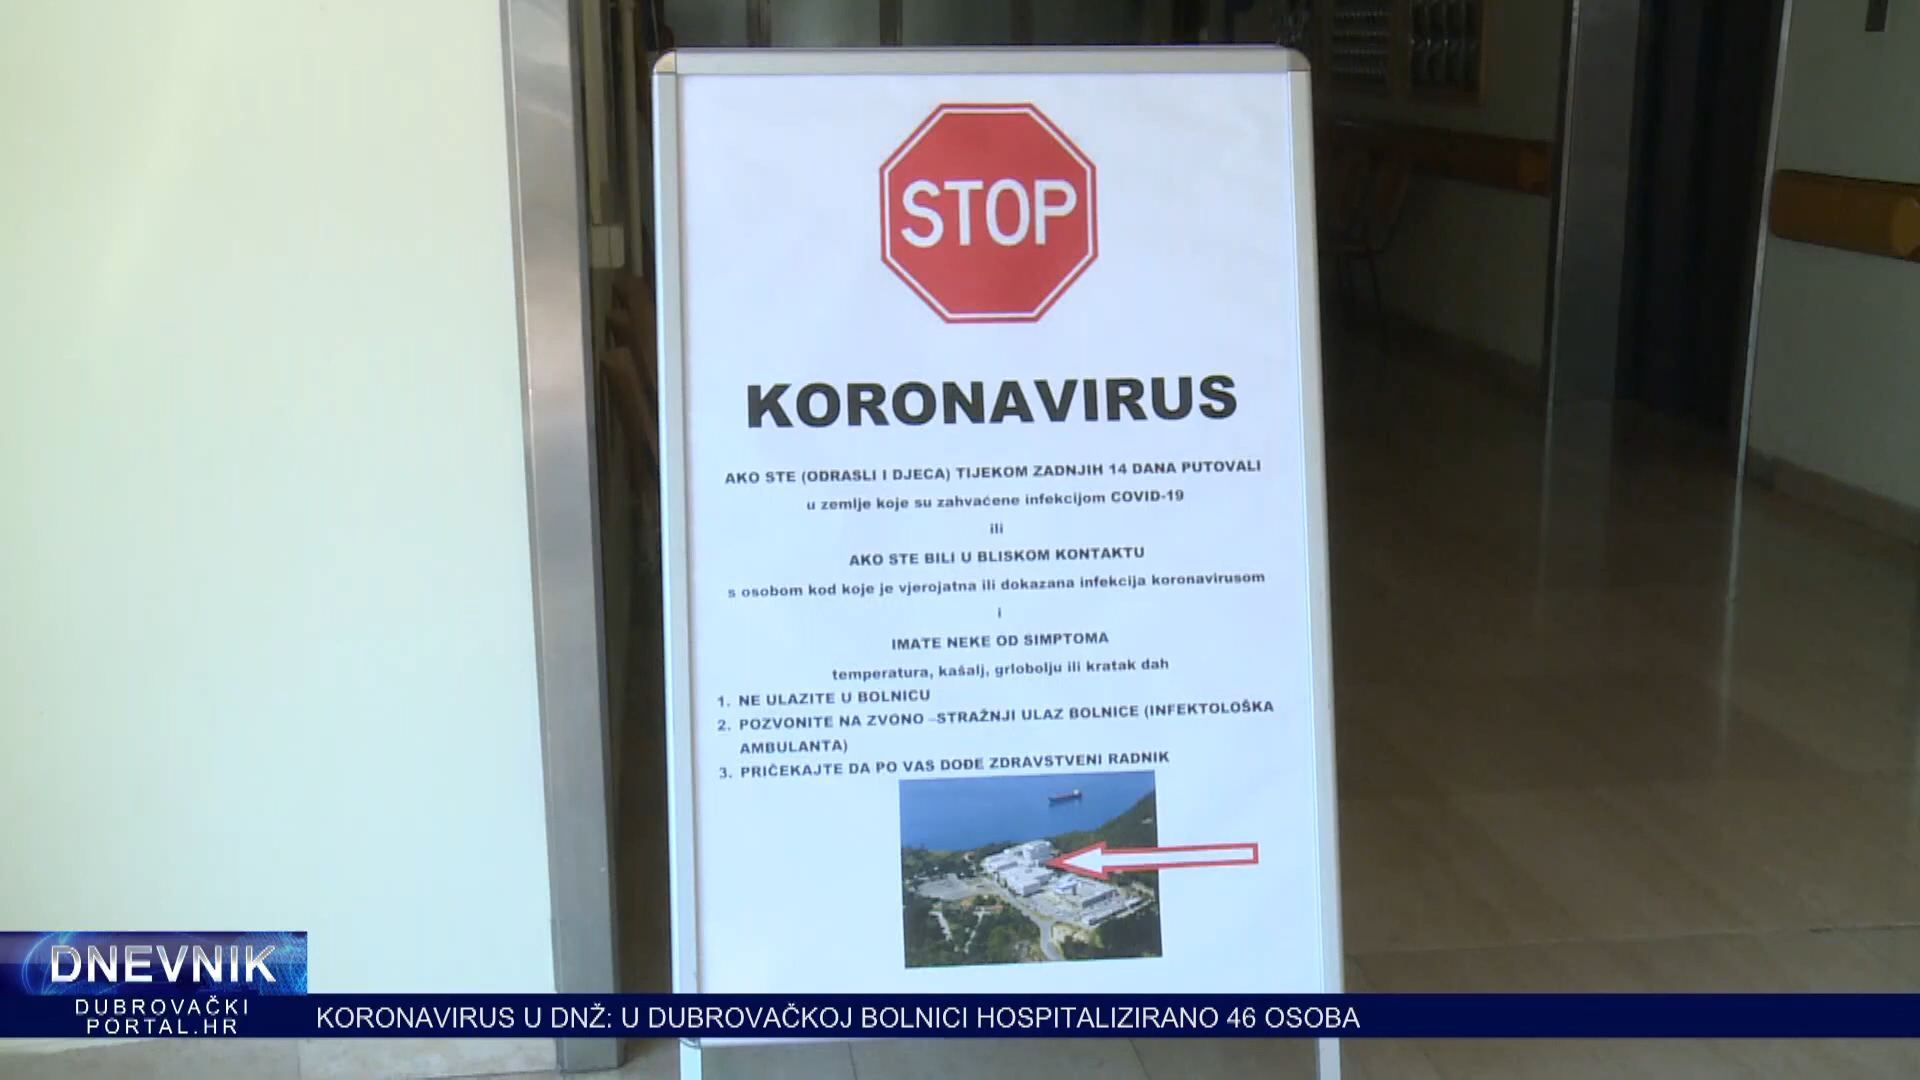 STOP
KORONAVIRUS
AKO STE (ODRASLI I DJECA) TIJEKOM ZADNJIH 14 DANA PUTOVALI
u zemlje koje su zahvaćene infekcijom COVID-19
ili
AKO STE BILI U BLISKOM KONTAKTU
s osobom kod koje je vjerojatna ili dokazana infekcija koronavirusom
i
IMATE NEKE OD SIMPTOMA
temperatura, kašalj, grlobolju ili kratak dah
1. NE ULAZITE U BOLNICU
2. POZVONITE NA ZVONO –STRAŽNJI ULAZ BOLNICE (INFEKTOLOŠKA
AMBULANTA)
3. PRIČEKAJTE DA PO VAS DOĐE ZDRAVSTVENI RADNIK
DNEVNIK
DUBROVAČKI
PORTAL.HR
KORONAVIRUS U DNŽ: U DUBROVAČKOJ BOLNICI HOSPITALIZIRANO 46 OSOBA